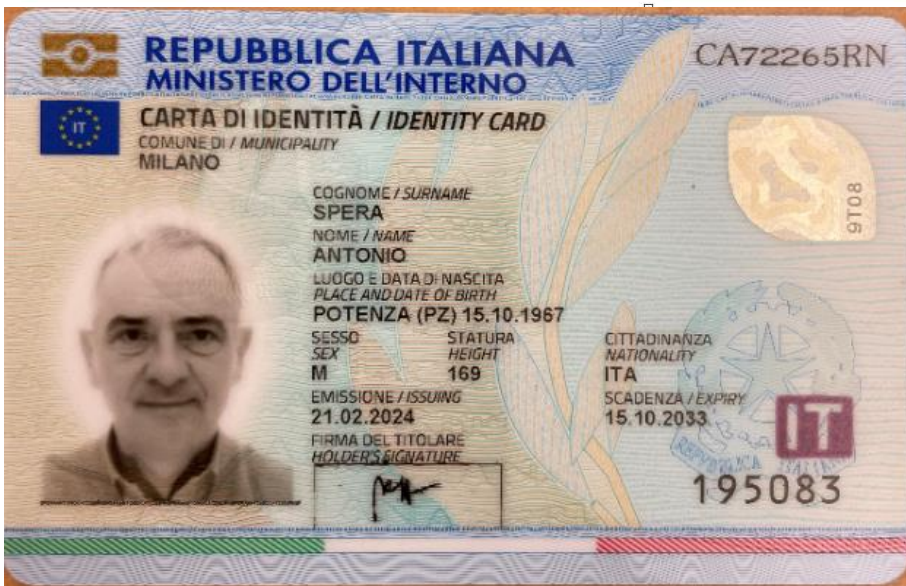 REPUBBLICA ITALIANA
CA72265RN
MINISTERO DELL'INTERNO
IT
CARTA DI IDENTITÀ / IDENTITY CARD
COMUNE DI / MUNICIPALITY
MILANO
COGNOME / SURNAME
SPERA
9T08
NOME / NAME
ANTONIO
LUOGO E DATA DI NASCITA
PLACE AND DATE OF BIRTH
POTENZA (PZ) 15.10.1967
SESSO STATURA CITTADINANZA
SEX HEIGHT NATIONALITY
M 169 ITA
EMISSIONE / ISSUING SCADENZA / EXPIRY
21.02.2024 15.10.2033
FIRMA DEL TITOLARE
HOLDER'S SIGNATURE
IT
REPUBBLICA ITALIANA
195083